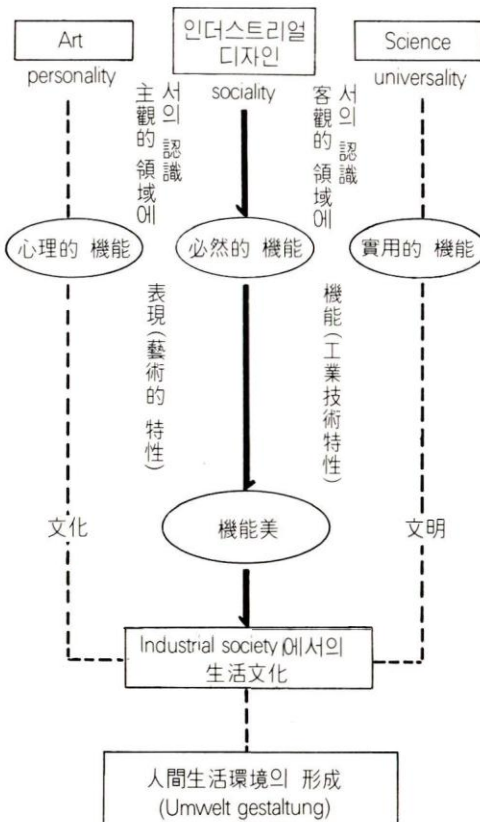 Art
인더스트리얼
디자인
Science
personality
sociality
universality
主觀的 領域에
서의 認識
客觀的 領域에
서의 認識
心理的 機能
必然的 機能
實用的 機能
表現(藝術的 特性)
機能(工業技術特性)
機能美
文化
文明
Industrial society에서의
生活文化
人間生活環境의 形成
(Umwelt gestaltung)